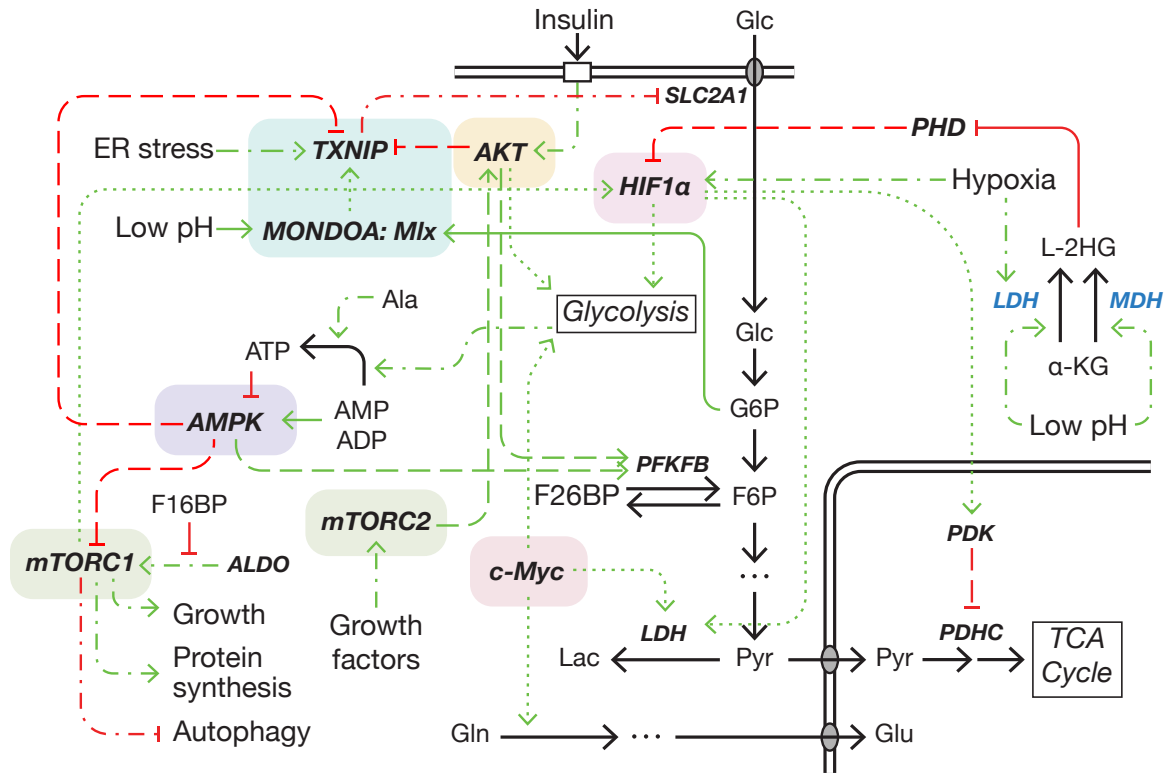 Insulin
Glc
SLC2A1
PHD
ER stress
TXNIP
AKT
HIF1α
Hypoxia
Low pH
MONDOA: Mlx
L-2HG
LDH
MDH
Ala
Glycolysis
Glc
ATP
α-KG
AMPK
AMP
ADP
G6P
Low pH
PFKFB
F16BP
F26BP
F6P
mTORC2
PDK
mTORC1
ALDO
c-Myc
...
Growth
Growth
factors
LDH
PDHC
TCA
Cycle
Protein
synthesis
Lac
Pyr
Pyr
Autophagy
Gln
...
Glu